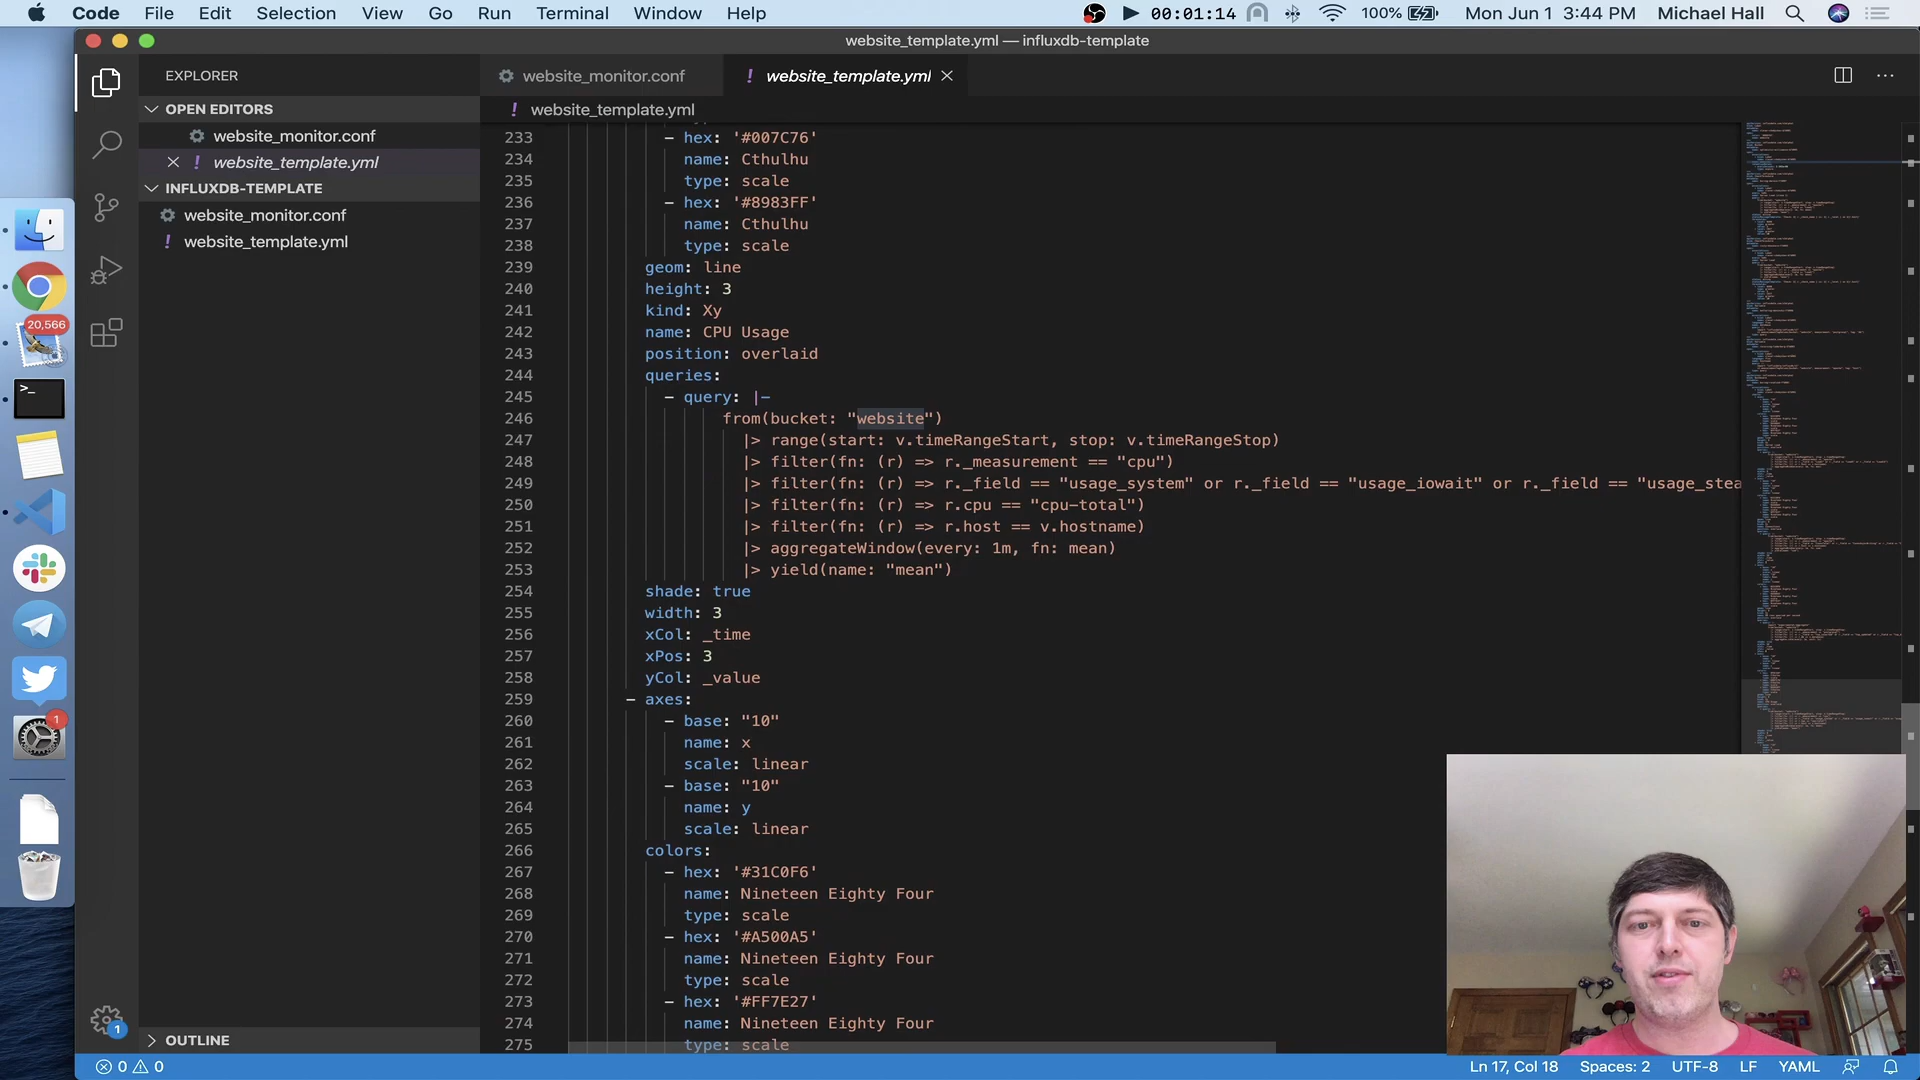 Code File Edit Selection View Go Run Terminal Window Help 00:01:14 100% Mon Jun 1 3:44 PM Michael Hall
website_template.yml — influxdb-template
EXPLORER
OPEN EDITORS
website_monitor.conf
website_template.yml
INFLUXDB-TEMPLATE
website_monitor.conf
website_template.yml
OUTLINE
20,566
1
1
website_monitor.conf website_template.yml
website_template.yml
233 - hex: '#007C76'
234 name: Cthulhu
235 type: scale
236 - hex: '#8983FF'
237 name: Cthulhu
238 type: scale
239 geom: line
240 height: 3
241 kind: Xy
242 name: CPU Usage
243 position: overlaid
244 queries:
245 - query: |-
246 from(bucket: "website")
247 |> range(start: v.timeRangeStart, stop: v.timeRangeStop)
248 |> filter(fn: (r) => r._measurement == "cpu")
249 |> filter(fn: (r) => r._field == "usage_system" or r._field == "usage_iowait" or r._field == "usage_stea
250 |> filter(fn: (r) => r.cpu == "cpu-total")
251 |> filter(fn: (r) => r.host == v.hostname)
252 |> aggregateWindow(every: 1m, fn: mean)
253 |> yield(name: "mean")
254 shade: true
255 width: 3
256 xCol: _time
257 xPos: 3
258 yCol: _value
259 - axes:
260 - base: "10"
261 name: x
262 scale: linear
263 - base: "10"
264 name: y
265 scale: linear
266 colors:
267 - hex: '#31C0F6'
268 name: Nineteen Eighty Four
269 type: scale
270 - hex: '#A500A5'
271 name: Nineteen Eighty Four
272 type: scale
273 - hex: '#FF7E27'
274 name: Nineteen Eighty Four
275 type: scale
0 0 Ln 17, Col 18 Spaces: 2 UTF-8 LF YAML